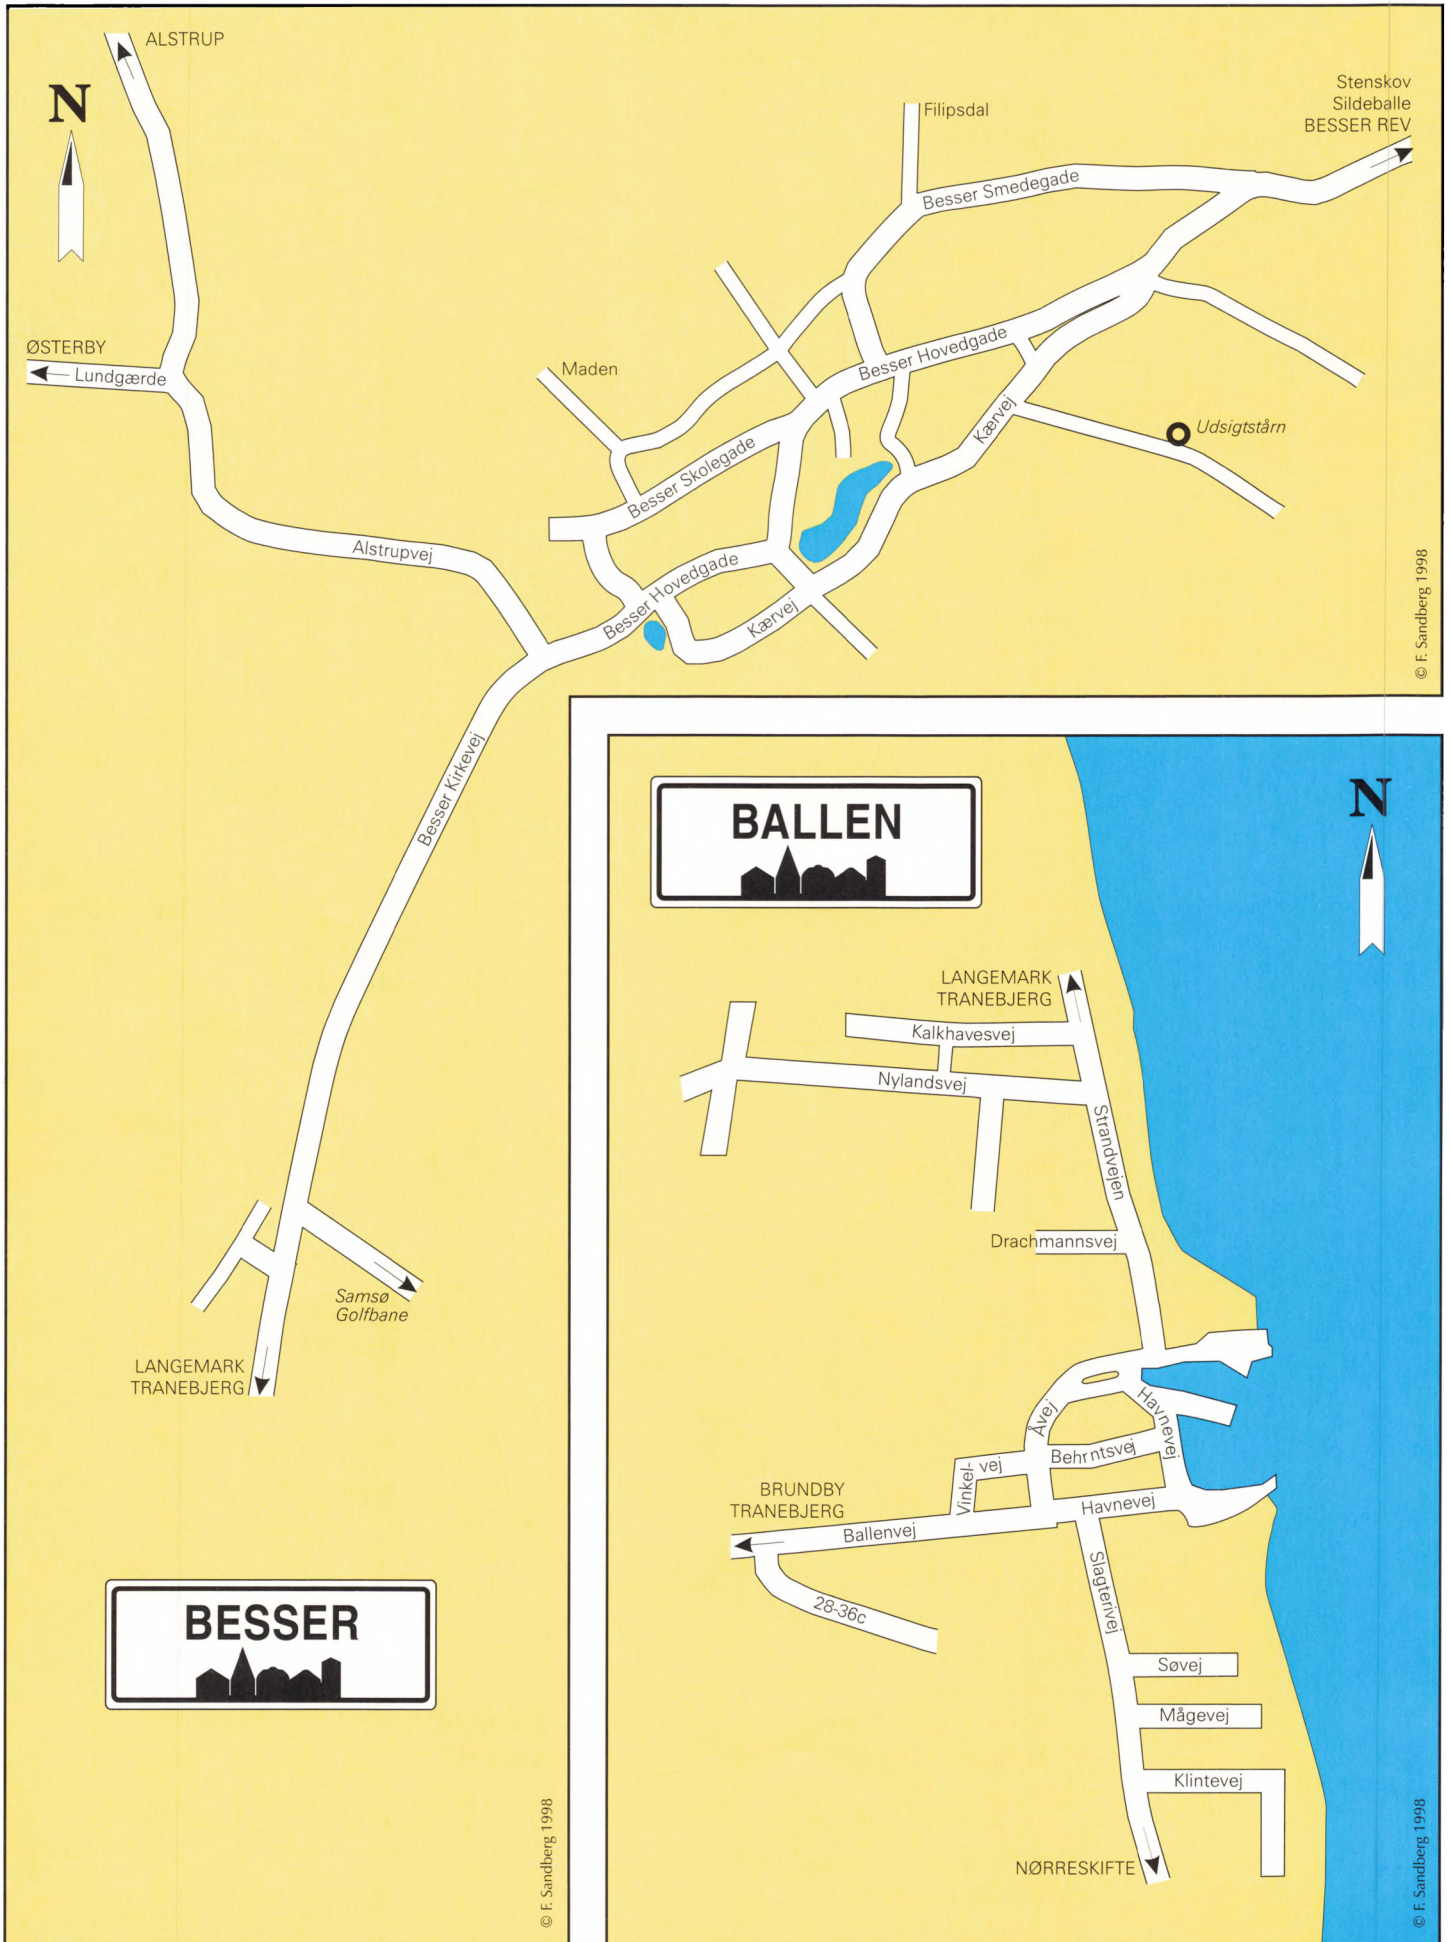 ALSTRUP
N
Filipsdal
Stenskov
Sildeballe
BESSER REV
Besser Smedegade
ØSTERBY
Lundgærde
Maden
Besser Hovedgade
Kærvej
Udsigtstårn
Besser Skolegade
Alstrupvej
Besser Hovedgade
Kærvej
© F. Sandberg 1998
Besser Kirkevej
Samsø
Golfbane
LANGEMARK
TRANEBJERG
BESSER
© F. Sandberg 1998
BALLEN
N
LANGEMARK
TRANEBJERG
Kalkhavesvej
Nylandsvej
Strandvejen
Drachmannsvej
Åvej
Havnevej
Behrntsvej
Vinkel-
vej
BRUNDBY
TRANEBJERG
Havnevej
Ballenvej
28-36c
Slagterivej
Søvej
Mågevej
Klintevej
NØRRESKIFTE
© F. Sandberg 1998